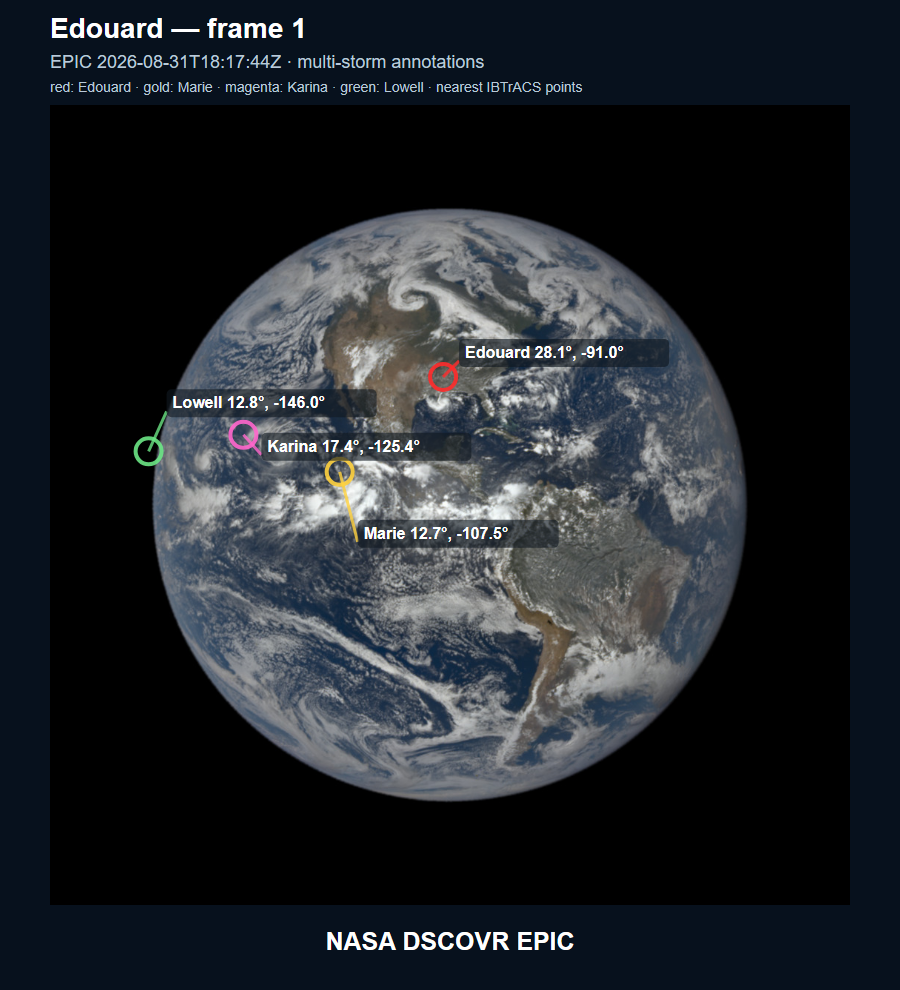 Edouard — frame 1
EPIC 2026-08-31T18:17:44Z · multi-storm annotations
red: Edouard · gold: Marie · magenta: Karina · green: Lowell · nearest IBTrACS points
Edouard 28.1°, -91.0°
Lowell 12.8°, -146.0°
Karina 17.4°, -125.4°
Marie 12.7°, -107.5°
NASA DSCOVR EPIC